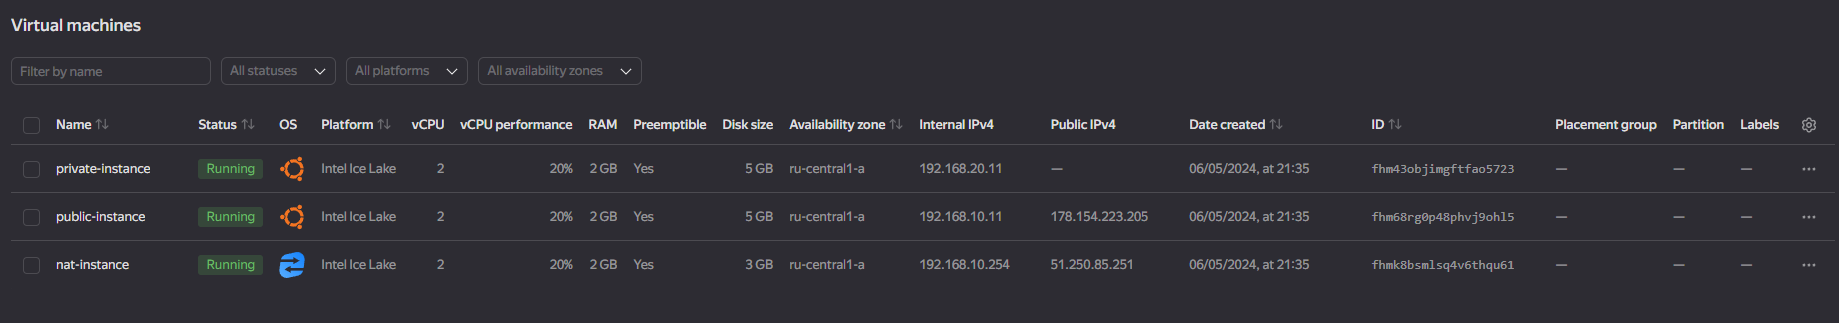 Virtual machines
Filter by name All statuses All platforms All availability zones
Name Status OS Platform vCPU vCPU performance RAM Preemptible Disk size Availability zone Internal IPv4 Public IPv4 Date created ID Placement group Partition Labels
private-instance Running Intel Ice Lake 2 20% 2 GB Yes 5 GB ru-central1-a 192.168.20.11 — 06/05/2024, at 21:35 fhm43objimgftfao5723 — — —
public-instance Running Intel Ice Lake 2 20% 2 GB Yes 5 GB ru-central1-a 192.168.10.11 178.154.223.205 06/05/2024, at 21:35 fhm68rg0p48phvj9ohl5 — — —
nat-instance Running Intel Ice Lake 2 20% 2 GB Yes 3 GB ru-central1-a 192.168.10.254 51.250.85.251 06/05/2024, at 21:35 fhmk8bsmlsq4v6thqu61 — — —